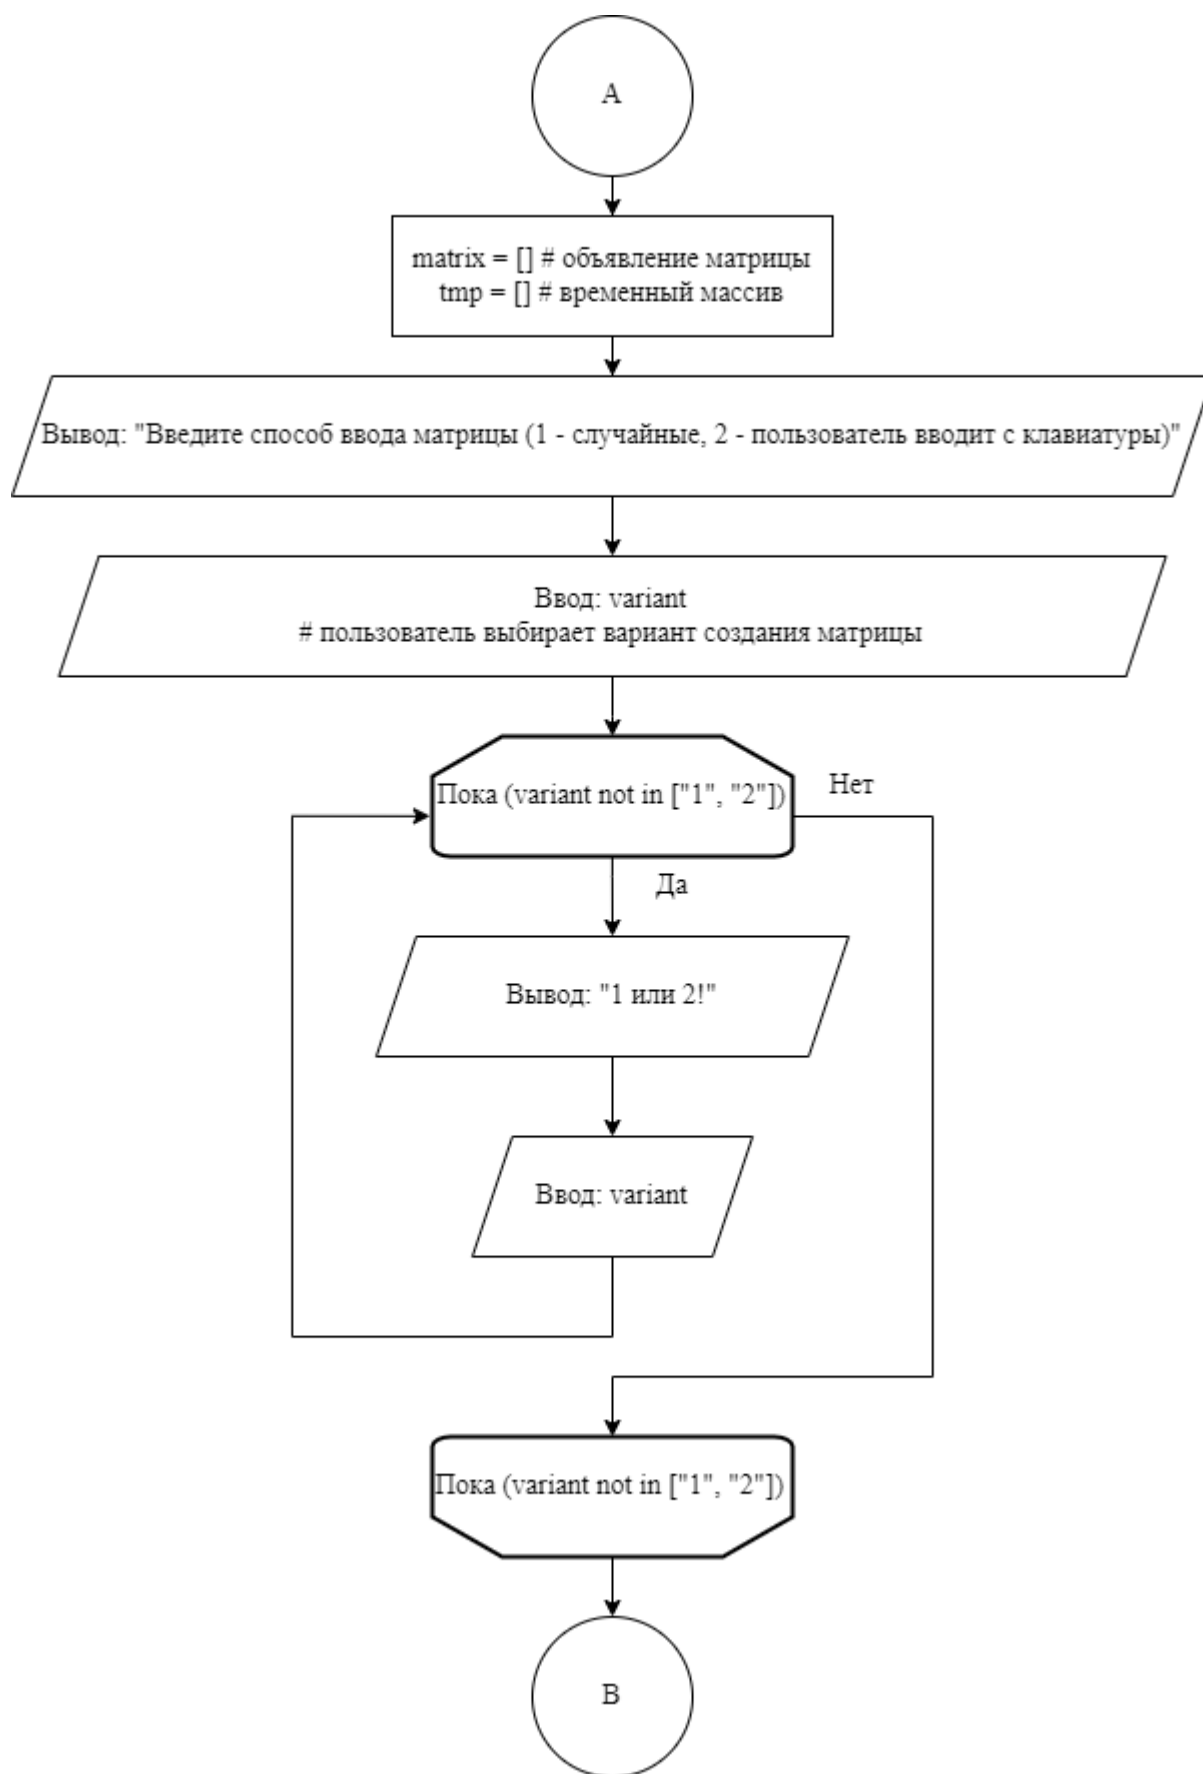 A
matrix = [] # объявление матрицы
tmp = [] # временный массив
Вывод: "Введите способ ввода матрицы (1 - случайные, 2 - пользователь вводит с клавиатуры)"
Ввод: variant
# пользователь выбирает вариант создания матрицы
Пока (variant not in ["1", "2"])
Нет
Да
Вывод: "1 или 2!"
Ввод: variant
Пока (variant not in ["1", "2"])
B